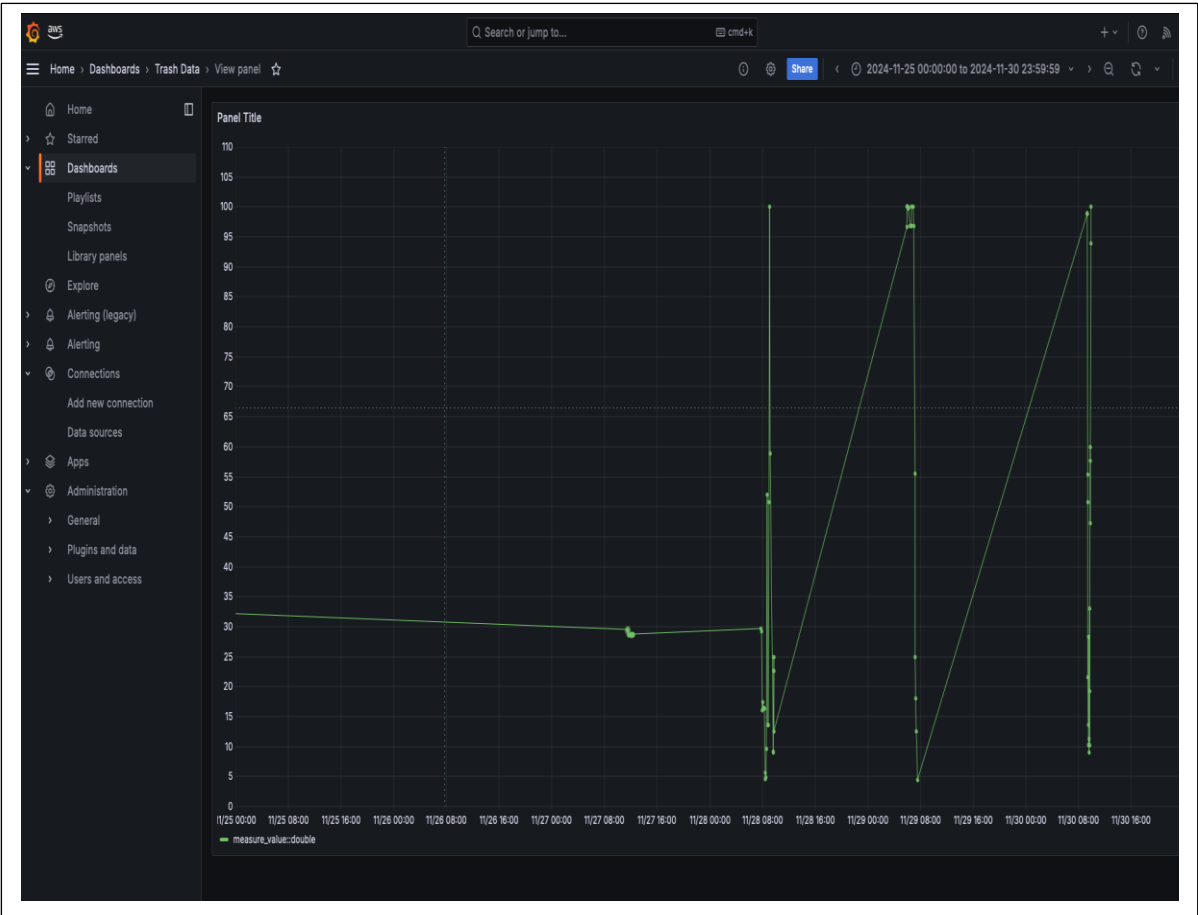 aws
Search or jump to...
cmd+k
Home › Dashboards › Trash Data › View panel
Share
2024-11-25 00:00:00 to 2024-11-30 23:59:59
Home
Starred
Dashboards
Playlists
Snapshots
Library panels
Explore
Alerting (legacy)
Alerting
Connections
Add new connection
Data sources
Apps
Administration
General
Plugins and data
Users and access
Panel Title
110
105
100
95
90
85
80
75
70
65
60
55
50
45
40
35
30
25
20
15
10
5
0
11/25 00:00 11/25 08:00 11/25 16:00 11/26 00:00 11/26 08:00 11/26 16:00 11/27 00:00 11/27 08:00 11/27 16:00 11/28 00:00 11/28 08:00 11/28 16:00 11/29 00:00 11/29 08:00 11/29 16:00 11/30 00:00 11/30 08:00 11/30 16:00
measure_value::double